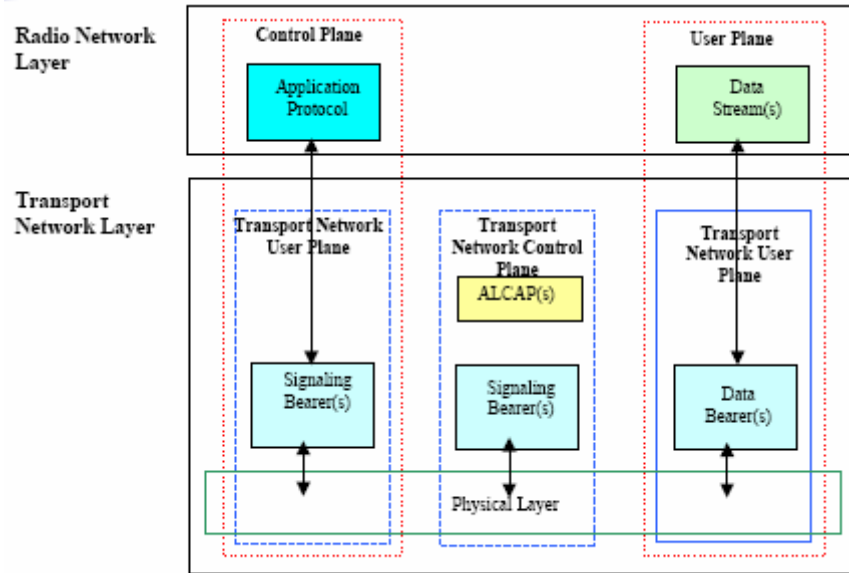 Radio Network
Layer
Control Plane
User Plane
Application
Protocol
Data
Stream(s)
Transport
Network Layer
Transport Network
User Plane
Transport
Network Control
Plane
Transport
Network User
Plane
ALCAP(s)
Signaling
Bearer(s)
Signaling
Bearer(s)
Data
Bearer(s)
Physical Layer